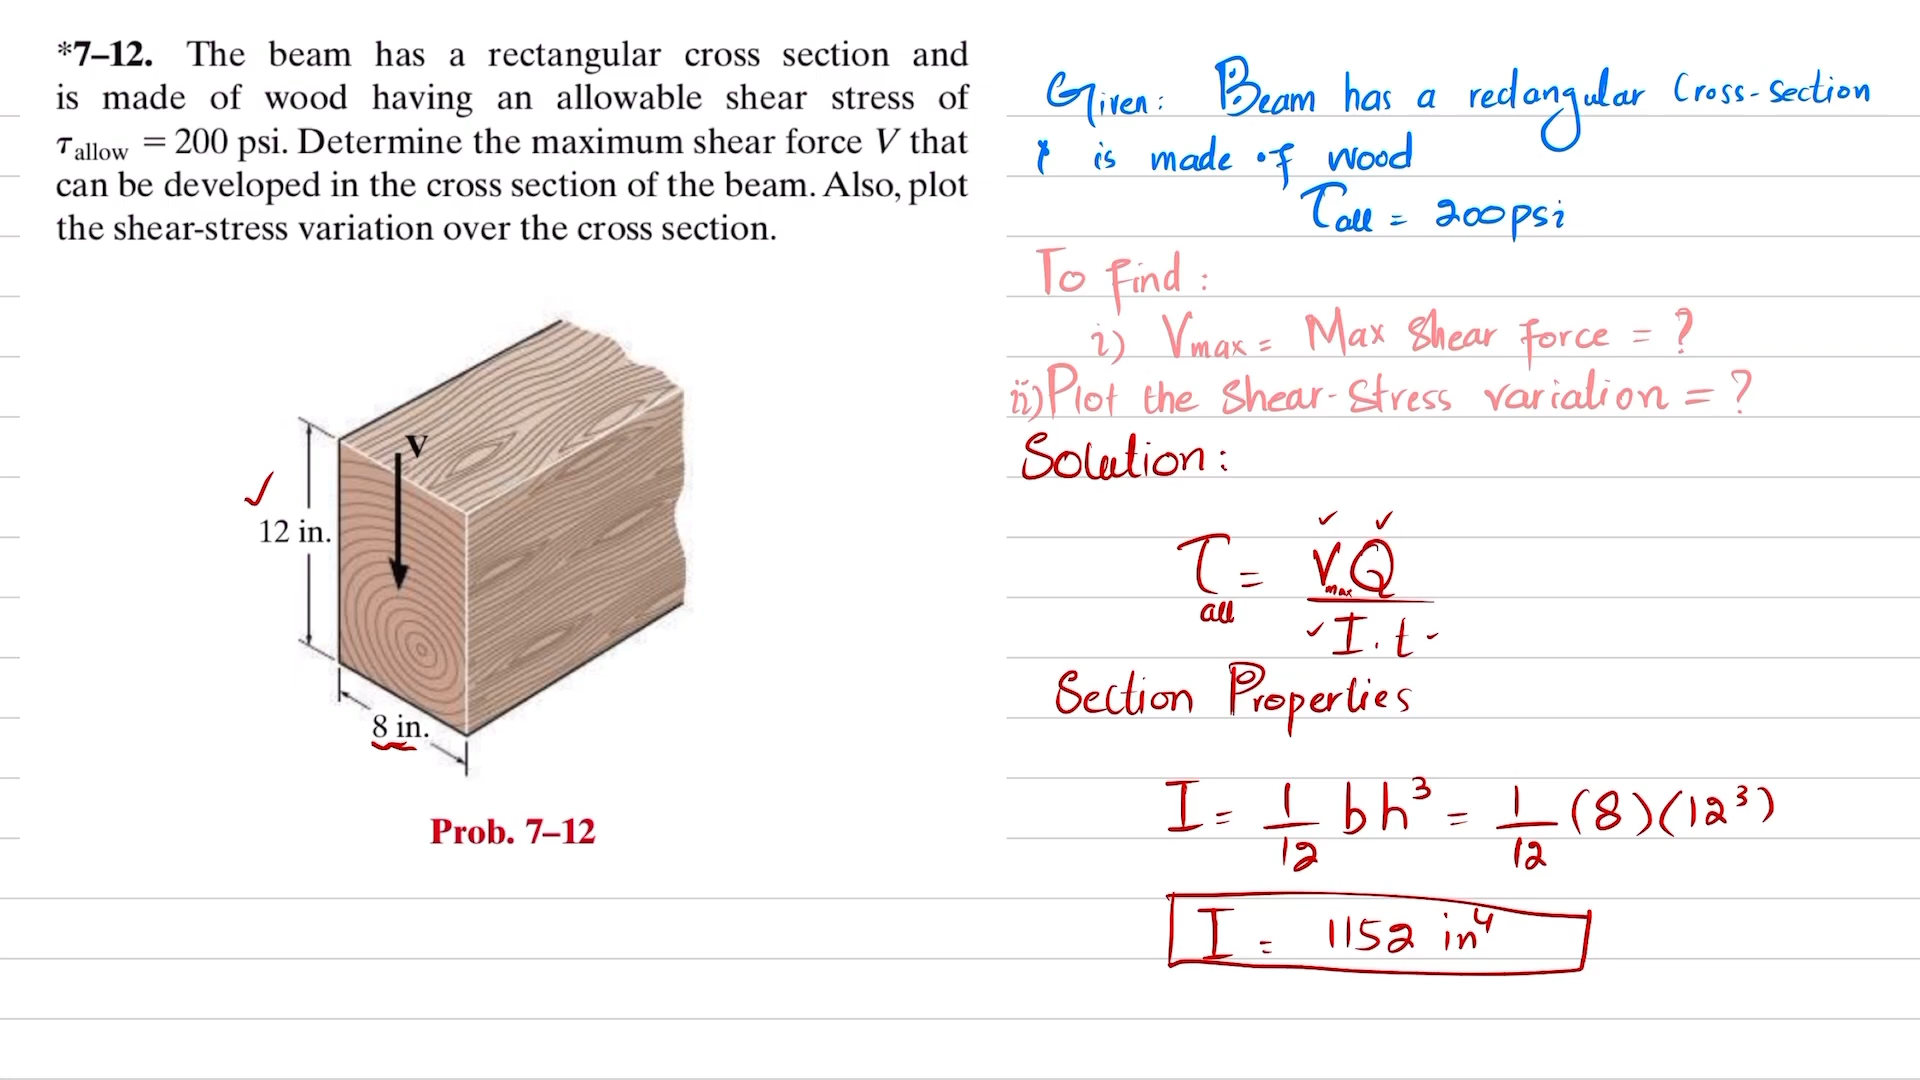 *7–12. The beam has a rectangular cross section and
is made of wood having an allowable shear stress of
τallow = 200 psi. Determine the maximum shear force V that
can be developed in the cross section of the beam. Also, plot
the shear-stress variation over the cross section.
V
12 in.
8 in.
Prob. 7–12
Given: Beam has a rectangular Cross-section
& is made of wood
τall = 200psi
To find:
i) Vmax = Max Shear force = ?
ii) Plot the Shear-Stress variation = ?
Solution:
τall = VmaxQ / I.t
Section Properties
I = 1/12 bh³ = 1/12 (8)(12³)
I = 1152 in⁴